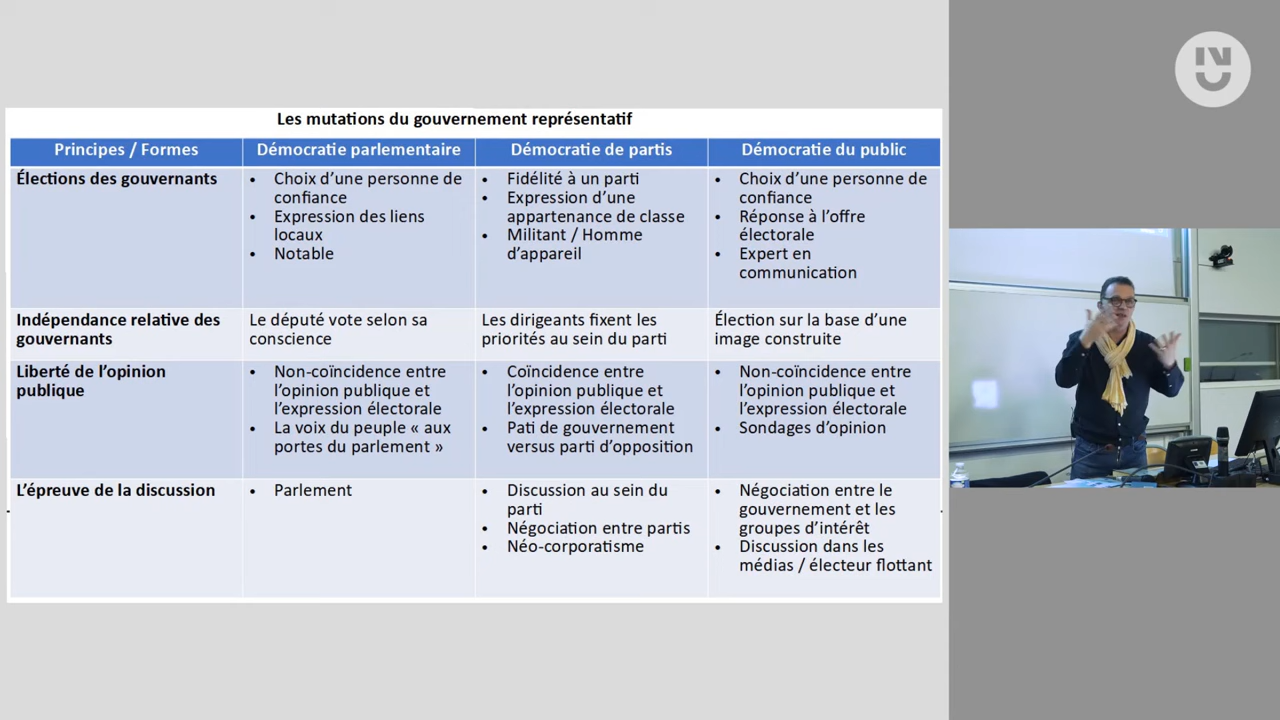 Les mutations du gouvernement représentatif
Principes / Formes
Démocratie parlementaire
Démocratie de partis
Démocratie du public
Élections des gouvernants
• Choix d’une personne de
confiance
• Expression des liens
locaux
• Notable
• Fidélité à un parti
• Expression d’une
appartenance de classe
• Militant / Homme
d’appareil
• Choix d’une personne de
confiance
• Réponse à l’offre
électorale
• Expert en
communication
Indépendance relative des
gouvernants
Le député vote selon sa
conscience
Les dirigeants fixent les
priorités au sein du parti
Élection sur la base d’une
image construite
Liberté de l’opinion
publique
• Non-coïncidence entre
l’opinion publique et
l’expression électorale
• La voix du peuple « aux
portes du parlement »
• Coïncidence entre
l’opinion publique et
l’expression électorale
• Pati de gouvernement
versus parti d’opposition
• Non-coïncidence entre
l’opinion publique et
l’expression électorale
• Sondages d’opinion
L’épreuve de la discussion
• Parlement
• Discussion au sein du
parti
• Négociation entre partis
• Néo-corporatisme
• Négociation entre le
gouvernement et les
groupes d’intérêt
• Discussion dans les
médias / électeur flottant